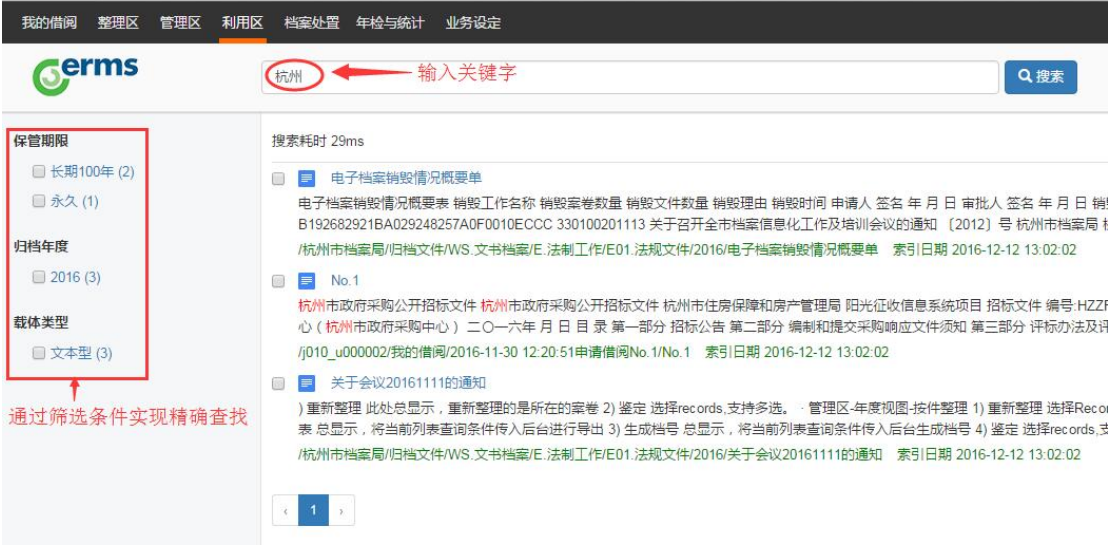 我的借阅 整理区 管理区 利用区 档案处置 年检与统计 业务设定
erms
杭州
输入关键字
搜索
保管期限
长期100年 (2)
永久 (1)
归档年度
2016 (3)
载体类型
文本型 (3)
通过筛选条件实现精确查找
搜索耗时 29ms
电子档案销毁情况概要单
电子档案销毁情况概要表 销毁工作名称 销毁案卷数量 销毁文件数量 销毁理由 销毁时间 申请人 签名 年 月 日 审批人 签名 年 月 日
B192682921BA029248257A0F0010ECCC 330100201113 关于召开全市档案信息化工作及培训会议的通知 〔2012〕号 杭州市档案局
/杭州市档案局/归档文件/WS.文书档案/E.法制工作/E01.法规文件/2016/电子档案销毁情况概要单 索引日期 2016-12-12 13:02:02
No.1
杭州市政府采购公开招标文件 杭州市政府采购公开招标文件 杭州市住房保障和房产管理局 阳光征收信息系统项目 招标文件 编号:HZZF
心（杭州市政府采购中心） 二〇一六年 月 日 目 录 第一部分 招标公告 第二部分 编制和提交采购响应文件须知 第三部分 评标办法及评
/j010_u000002/我的借阅/2016-11-30 12:20:51申请借阅No.1/No.1 索引日期 2016-12-12 13:02:02
关于会议20161111的通知
) 重新整理 此处总显示，重新整理的是所在的案卷 2) 鉴定 选择records,支持多选。 · 管理区-年度视图-按件整理 1) 重新整理 选择Recor
表 总显示，将当前列表查询条件传入后台进行导出 3) 生成档号 总显示，将当前列表查询条件传入后台生成档号 4) 鉴定 选择records,支
/杭州市档案局/归档文件/WS.文书档案/E.法制工作/E01.法规文件/2016/关于会议20161111的通知 索引日期 2016-12-12 13:02:02
‹ 1 ›